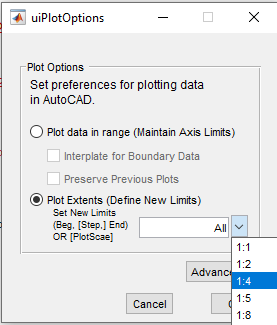 uiPlotOptions
Plot Options
Set preferences for plotting data
in AutoCAD.
Plot data in range (Maintain Axis Limits)
Interplate for Boundary Data
Preserve Previous Plots
Plot Extents (Define New Limits)
Set New Limits
(Beg, [Step,] End)
OR [PlotScae]
All
1:1
1:2
1:4
1:5
1:8
Advance
Cancel